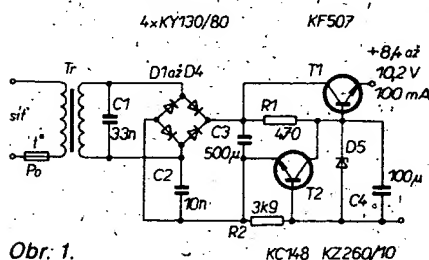 4xKY130/80 KF507
+8,4 až
10,2 V
100 mA
Tr
D1 až D4
T1
síť
C1
33n
C3
500µ
R1
470
D5
t°
Po
C2
10n
T2
100µ
C4
3k9
R2
Obr. 1.
KC148 KZ260/10